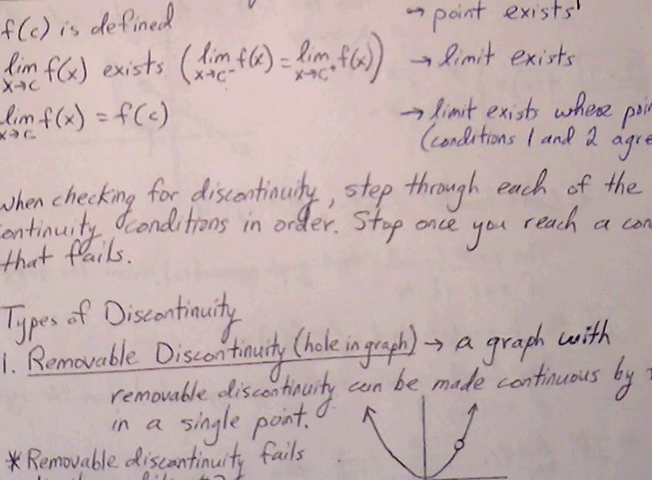 f(c) is defined → point exists
lim x→c f(x) exists (lim x→c⁻ f(x) = lim x→c⁺ f(x)) → limit exists
lim x→c f(x) = f(c) → limit exists where
(conditions 1 and 2
when checking for discontinuity, step through each of the
continuity conditions in order. Stop once you reach a
that fails.
Types of Discontinuity
1. Removable Discontinuity (hole in graph) → a graph with
removable discontinuity can be made continuous by
in a single point.
* Removable discontinuity fails